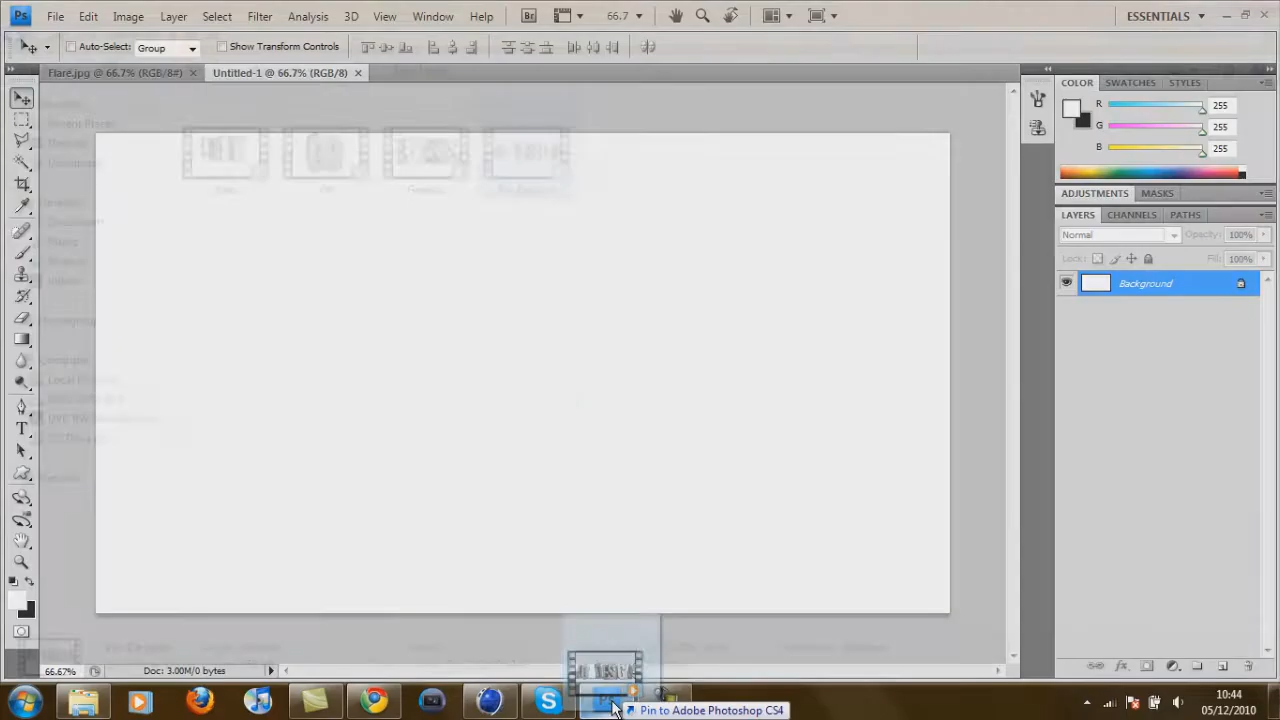 Ps File Edit Image Layer Select Filter Analysis 3D View Window Help Br 66.7 ESSENTIALS
Auto-Select: Group Show Transform Controls
Flare.jpg @ 66.7% (RGB/8#) Untitled-1 @ 66.7% (RGB/8)
COLOR SWATCHES STYLES
R 255
G 255
B 255
ADJUSTMENTS MASKS
LAYERS CHANNELS PATHS
Normal Opacity: 100%
Lock: Fill: 100%
Background
T
66.67% Doc: 3.00M/0 bytes
Pin to Adobe Photoshop CS4
10:44
05/12/2010